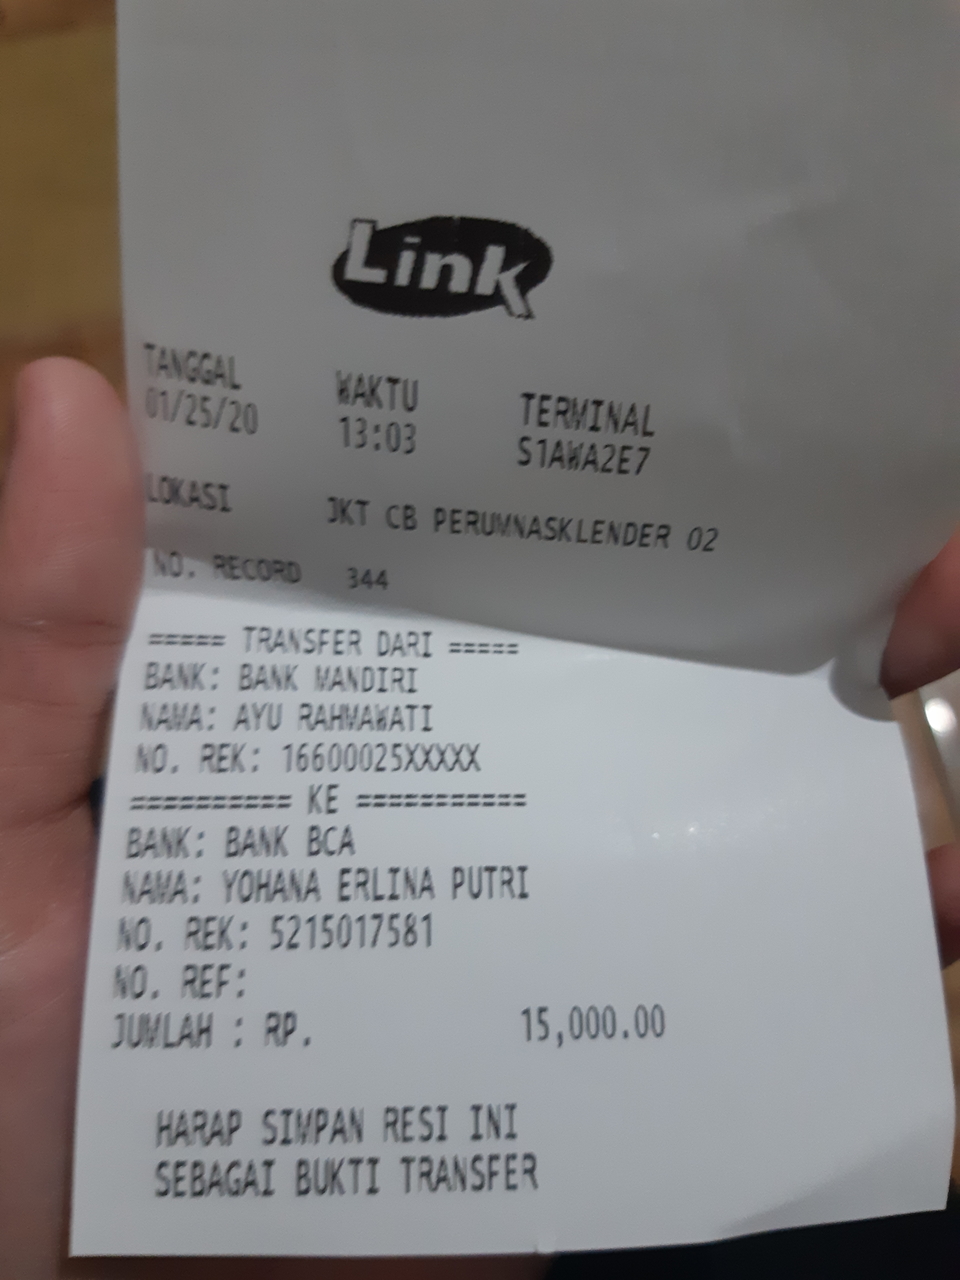 Link
TANGGAL WAKTU TERMINAL
01/25/20 13:03 S1AWA2E7
LOKASI JKT CB PERUMNASKLENDER 02
NO. RECORD 344
===== TRANSFER DARI =====
BANK: BANK MANDIRI
NAMA: AYU RAHMAWATI
NO. REK: 16600025XXXXX
========== KE ===========
BANK: BANK BCA
NAMA: YOHANA ERLINA PUTRI
NO. REK: 5215017581
NO. REF:
JUMLAH : RP. 15,000.00
HARAP SIMPAN RESI INI
SEBAGAI BUKTI TRANSFER